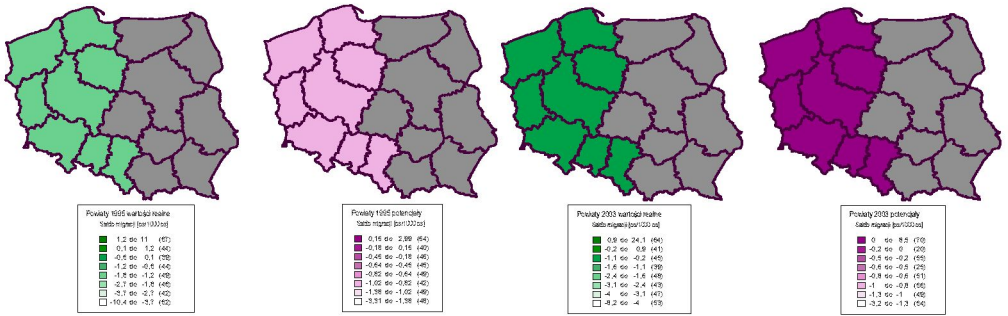 Powiaty 1995 wartości realne
Saldo migracji [os/1000 os]
1,2 do 11 (57)
0,1 do 1,2 (44)
-0,6 do 0,1 (39)
-1,2 do -0,6 (44)
-1,8 do -1,2 (49)
-2,7 do -1,8 (46)
-3,7 do -2,7 (42)
-10,4 do -3,7 (52)
Powiaty 1995 potencjały
Saldo migracji [os/1000 os]
0,15 do 2,99 (54)
-0,18 do 0,15 (40)
-0,45 do -0,18 (46)
-0,64 do -0,45 (45)
-0,82 do -0,64 (49)
-1,02 do -0,82 (42)
-1,38 do -1,02 (49)
-3,31 do -1,38 (48)
Powiaty 2003 wartości realne
Saldo migracji [os/1000 os]
0,9 do 24,1 (64)
-0,2 do 0,9 (41)
-1,1 do -0,2 (45)
-1,6 do -1,1 (39)
-2,4 do -1,6 (48)
-3,1 do -2,4 (43)
-4 do -3,1 (47)
-8,2 do -4 (53)
Powiaty 2003 potencjały
Saldo migracji [os/1000 os]
0 do 8,5 (70)
-0,2 do 0 (20)
-0,5 do -0,2 (55)
-0,6 do -0,5 (25)
-0,8 do -0,6 (51)
-1 do -0,8 (56)
-1,3 do -1 (49)
-3,2 do -1,3 (54)